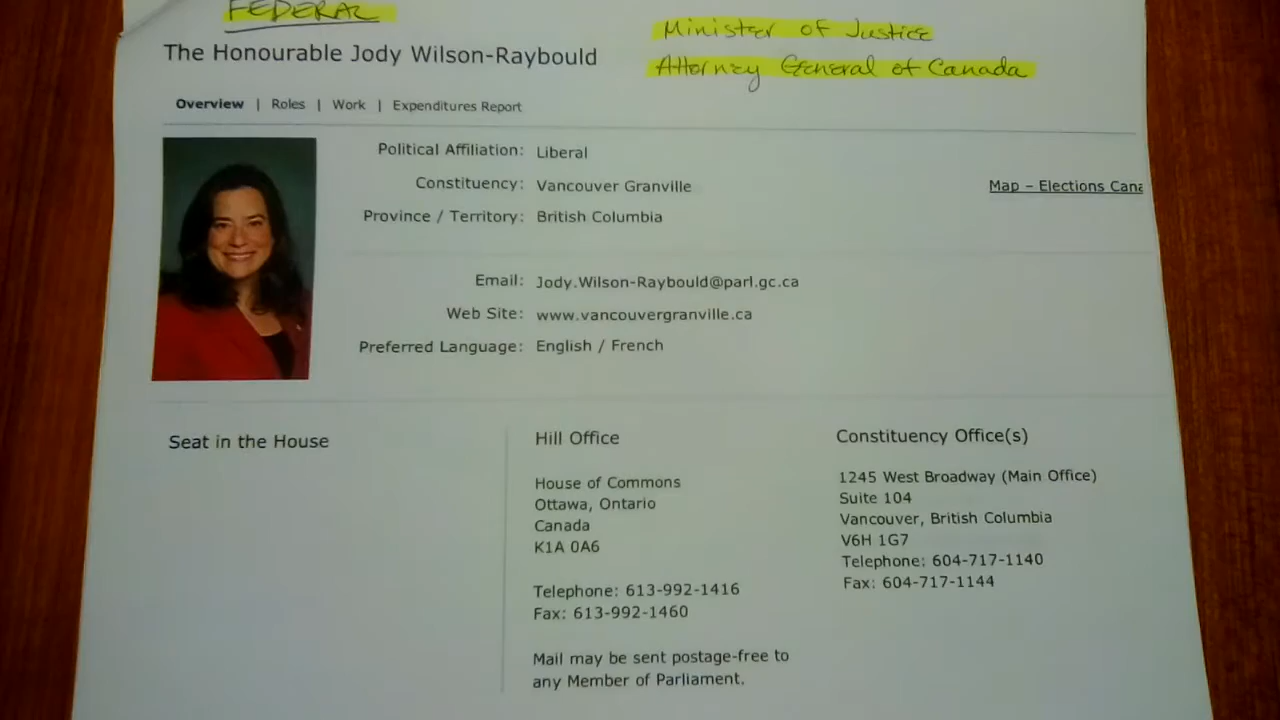 FEDERAL
Minister of Justice
The Honourable Jody Wilson-Raybould
Attorney General of Canada
Overview | Roles | Work | Expenditures Report
Political Affiliation: Liberal
Constituency: Vancouver Granville
Map – Elections Cana
Province / Territory: British Columbia
Email: Jody.Wilson-Raybould@parl.gc.ca
Web Site: www.vancouvergranville.ca
Preferred Language: English / French
Seat in the House
Hill Office
House of Commons
Ottawa, Ontario
Canada
K1A 0A6
Telephone: 613-992-1416
Fax: 613-992-1460
Mail may be sent postage-free to
any Member of Parliament.
Constituency Office(s)
1245 West Broadway (Main Office)
Suite 104
Vancouver, British Columbia
V6H 1G7
Telephone: 604-717-1140
Fax: 604-717-1144